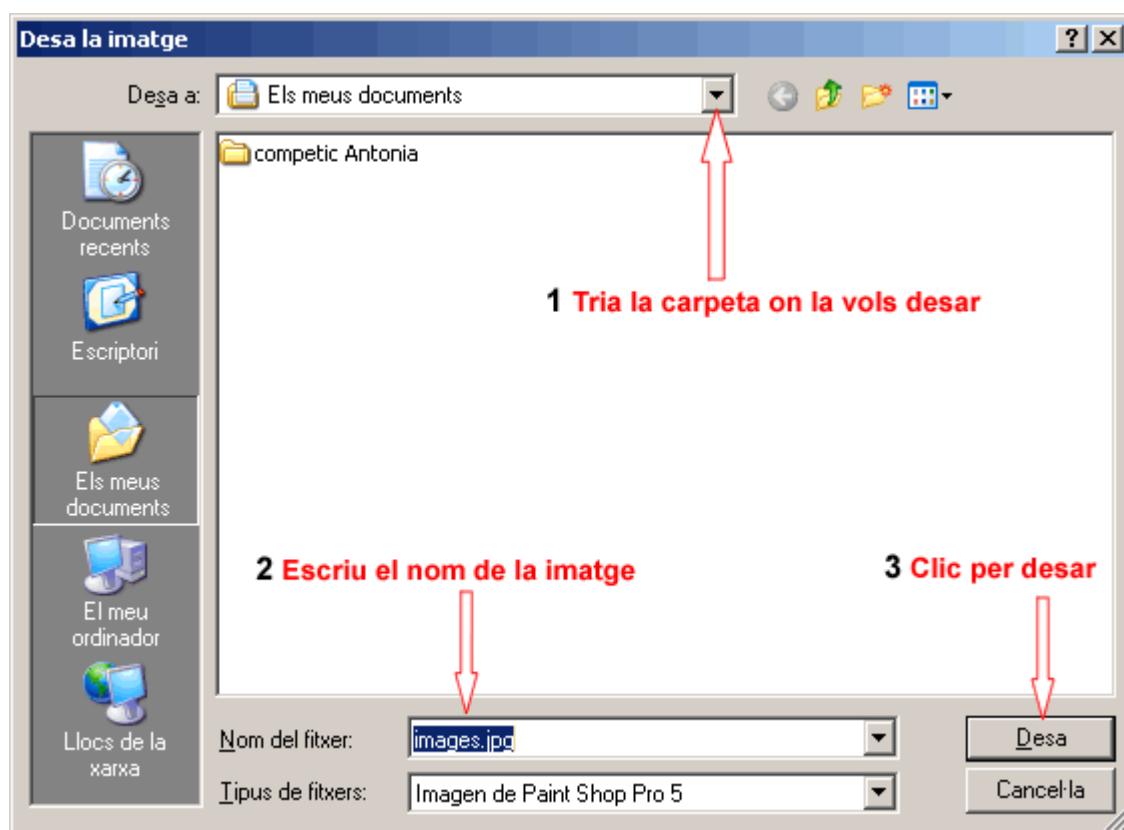 Desa la imatge
Desa a:
Els meus documents
competic Antonia
Documents
recents
Escriptori
Els meus
documents
El meu
ordinador
Llocs de la
xarxa
1 Tria la carpeta on la vols desar
2 Escriu el nom de la imatge
3 Clic per desar
Nom del fitxer:
images.jpg
Desa
Tipus de fitxers:
Imagen de Paint Shop Pro 5
Cancel·la